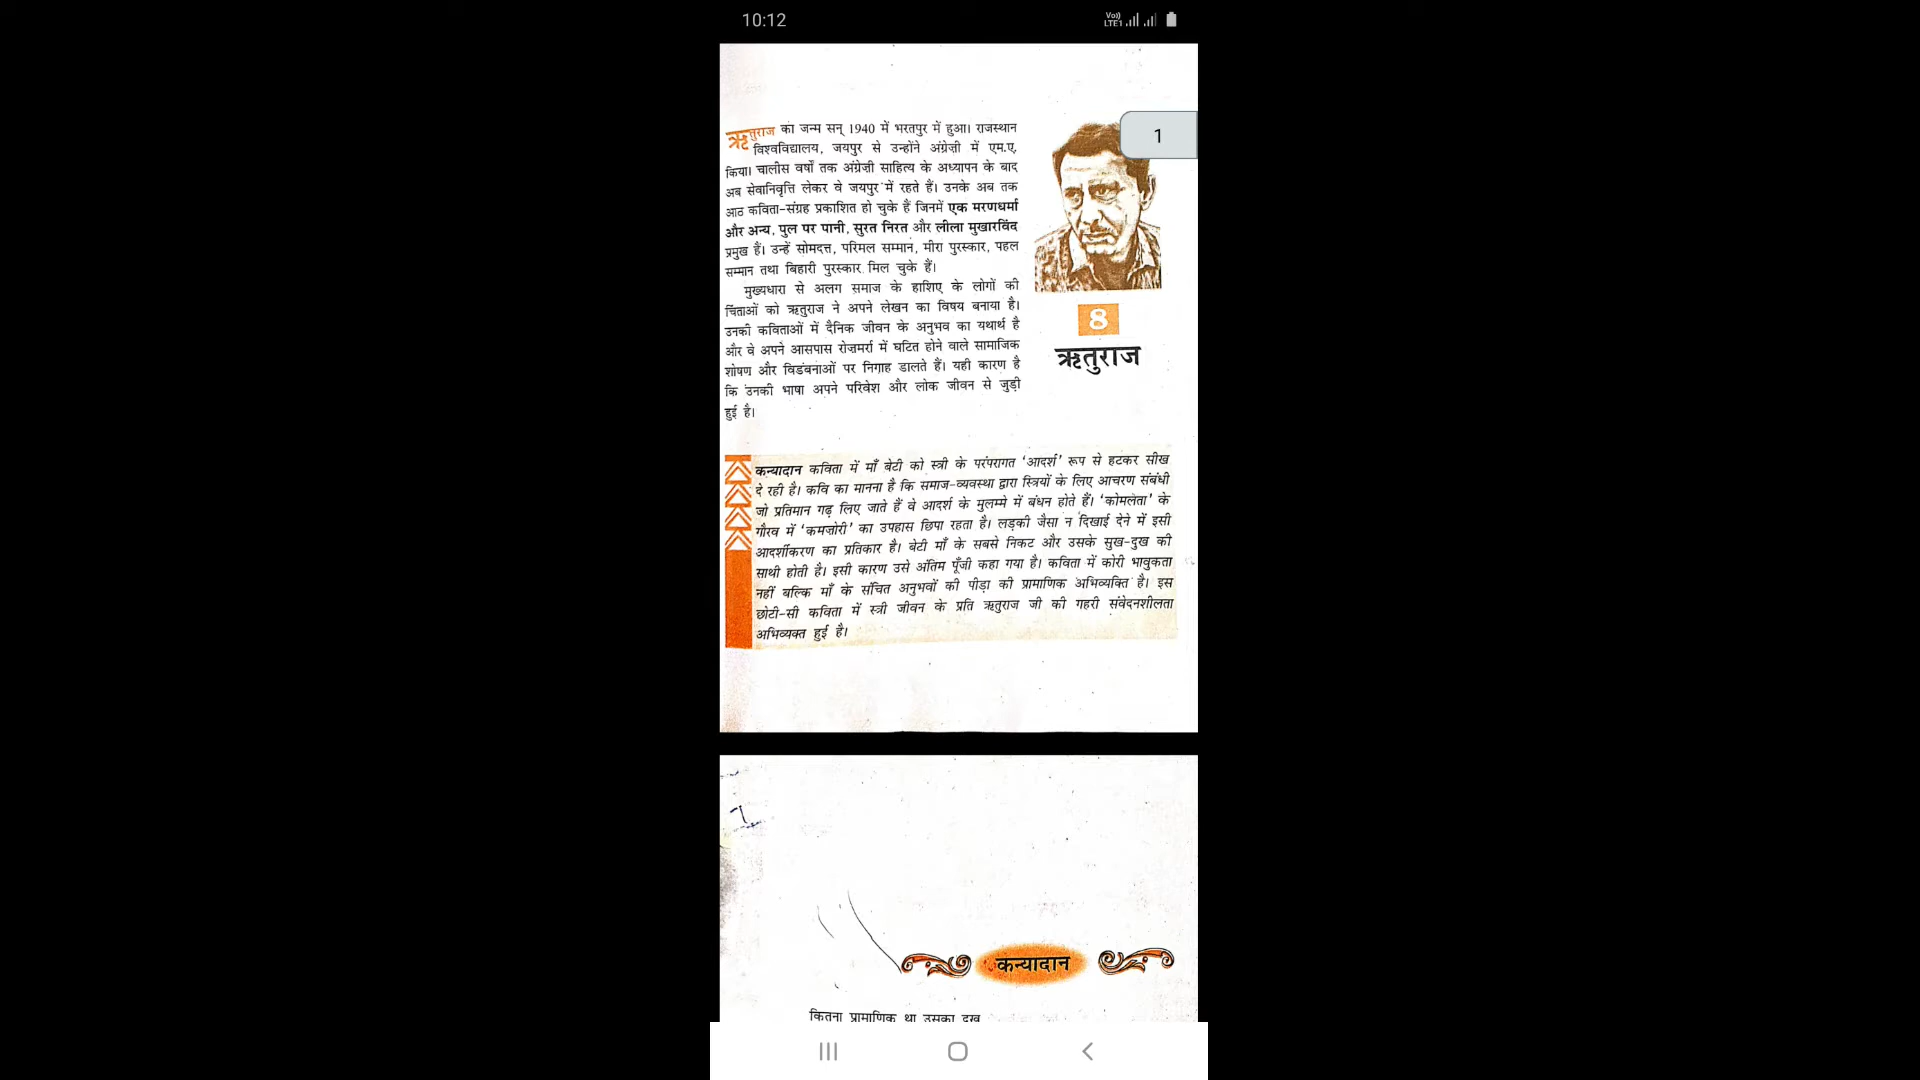 10:12
Vo)) LTE1
1
ऋतुराज का जन्म सन् 1940 में भरतपुर में हुआ। राजस्थान
विश्वविद्यालय, जयपुर से उन्होंने अंग्रेज़ी में एम.ए.
किया। चालीस वर्षों तक अंग्रेज़ी साहित्य के अध्यापन के बाद
अब सेवानिवृत्ति लेकर वे जयपुर में रहते हैं। उनके अब तक
आठ कविता-संग्रह प्रकाशित हो चुके हैं जिनमें एक मरणधर्मा
और अन्य, पुल पर पानी, सुरत निरत और लीला मुखारविंद
प्रमुख हैं। उन्हें सोमदत्त, परिमल सम्मान, मीरा पुरस्कार, पहल
सम्मान तथा बिहारी पुरस्कार मिल चुके हैं।
मुख्यधारा से अलग समाज के हाशिए के लोगों की
चिंताओं को ऋतुराज ने अपने लेखन का विषय बनाया है।
उनकी कविताओं में दैनिक जीवन के अनुभव का यथार्थ है
और वे अपने आसपास रोज़मर्रा में घटित होने वाले सामाजिक
शोषण और विडंबनाओं पर निगाह डालते हैं। यही कारण है
कि उनकी भाषा अपने परिवेश और लोक जीवन से जुड़ी
हुई है।
8
ऋतुराज
कन्यादान कविता में माँ बेटी को स्त्री के परंपरागत ‘आदर्श’ रूप से हटकर सीख
दे रही है। कवि का मानना है कि समाज-व्यवस्था द्वारा स्त्रियों के लिए आचरण संबंधी
जो प्रतिमान गढ़ लिए जाते हैं वे आदर्श के मुलम्मे में बंधन होते हैं। ‘कोमलता’ के
गौरव में ‘कमज़ोरी’ का उपहास छिपा रहता है। लड़की जैसा न दिखाई देने में इसी
आदर्शीकरण का प्रतिकार है। बेटी माँ के सबसे निकट और उसके सुख-दुख की
साथी होती है। इसी कारण उसे अंतिम पूँजी कहा गया है। कविता में कोरी भावुकता
नहीं बल्कि माँ के संचित अनुभवों की पीड़ा की प्रामाणिक अभिव्यक्ति है। इस
छोटी-सी कविता में स्त्री जीवन के प्रति ऋतुराज जी की गहरी संवेदनशीलता
अभिव्यक्त हुई है।
कन्यादान
कितना प्रामाणिक था उसका दुख